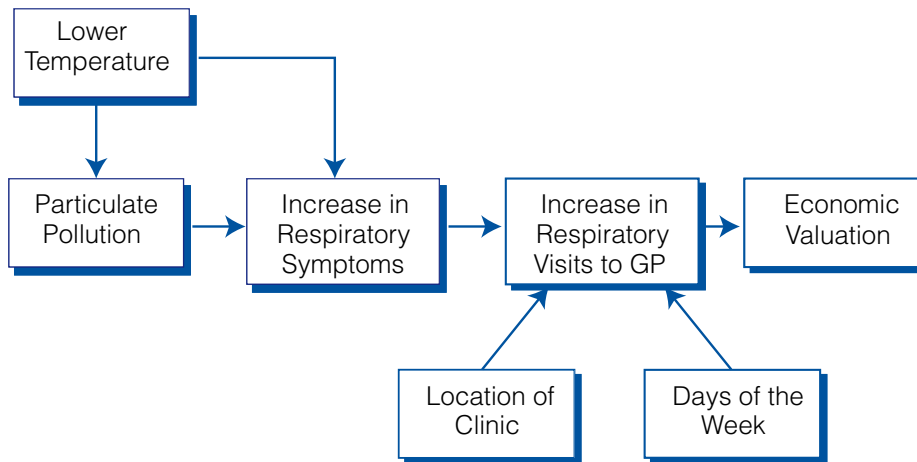 Lower
Temperature
Particulate
Pollution
Increase in
Respiratory
Symptoms
Increase in
Respiratory
Visits to GP
Economic
Valuation
Location of
Clinic
Days of the
Week